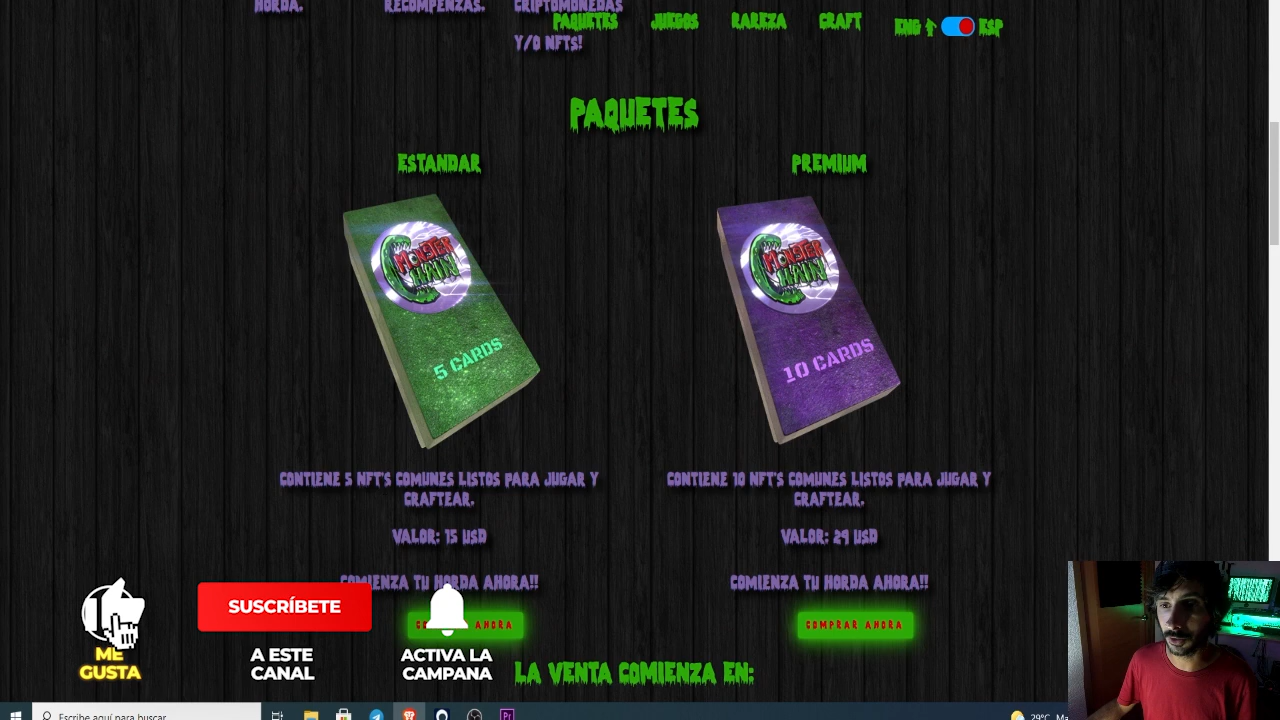 HORDA.
RECOMPENZAS.
CRIPTOMONEDAS
Y/O NFTS!
PAQUETES
JUEGOS
RAREZA
CRAFT
ENG
ESP
PAQUETES
ESTANDAR
PREMIUM
MONSTER
CHAIN
5 CARDS
MONSTER
CHAIN
10 CARDS
CONTIENE 5 NFT'S COMUNES LISTOS PARA JUGAR Y
CRAFTEAR.
VALOR: 15 USD
COMIENZA TU HORDA AHORA!!
AHORA
CONTIENE 10 NFT'S COMUNES LISTOS PARA JUGAR Y
CRAFTEAR.
VALOR: 29 USD
COMIENZA TU HORDA AHORA!!
COMPRAR AHORA
LA VENTA COMIENZA EN:
ME
GUSTA
SUSCRÍBETE
A ESTE
CANAL
ACTIVA LA
CAMPANA
Escribe aquí para buscar
Pr
29°C